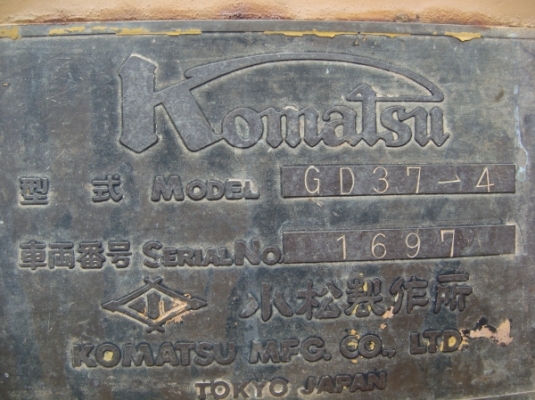 Komatsu
型式 MODEL GD37-4
車両番号 SERIAL NO 1697
小松製作所
KOMATSU MFG. CO., LTD.
TOKYO JAPAN